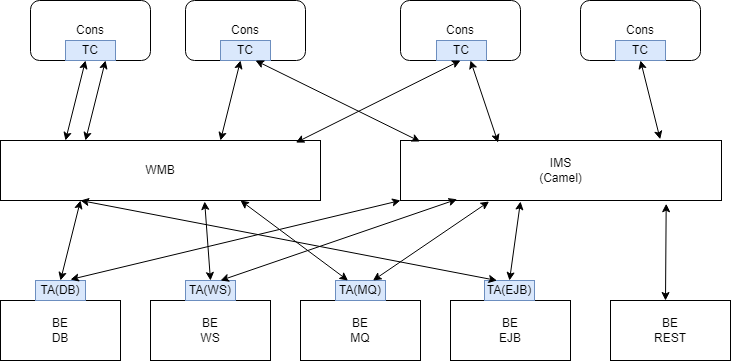 Cons
TC
Cons
TC
Cons
TC
Cons
TC
WMB
IMS
(Camel)
TA(DB)
TA(WS)
TA(MQ)
TA(EJB)
BE
DB
BE
WS
BE
MQ
BE
EJB
BE
REST